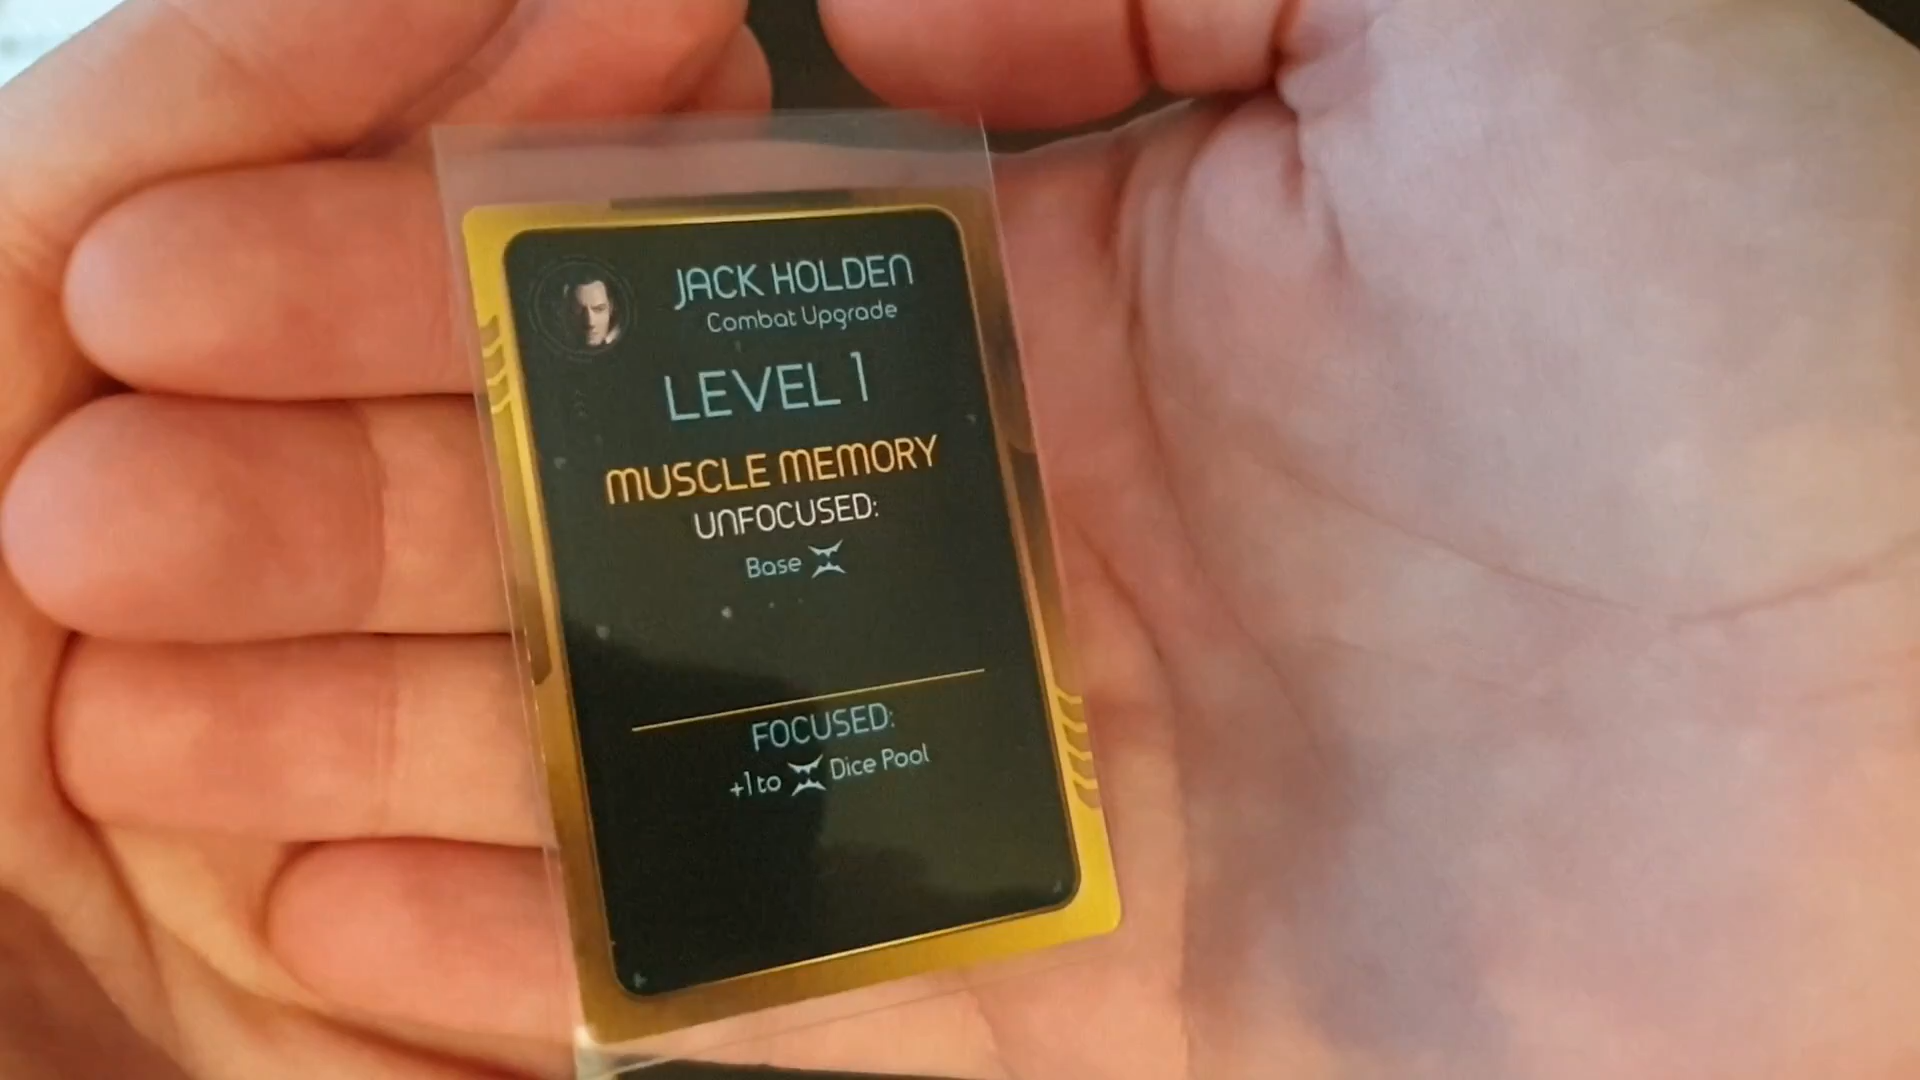 JACK HOLDEN
Combat Upgrade
LEVEL 1
MUSCLE MEMORY
UNFOCUSED:
Base
FOCUSED:
+1 to Dice Pool